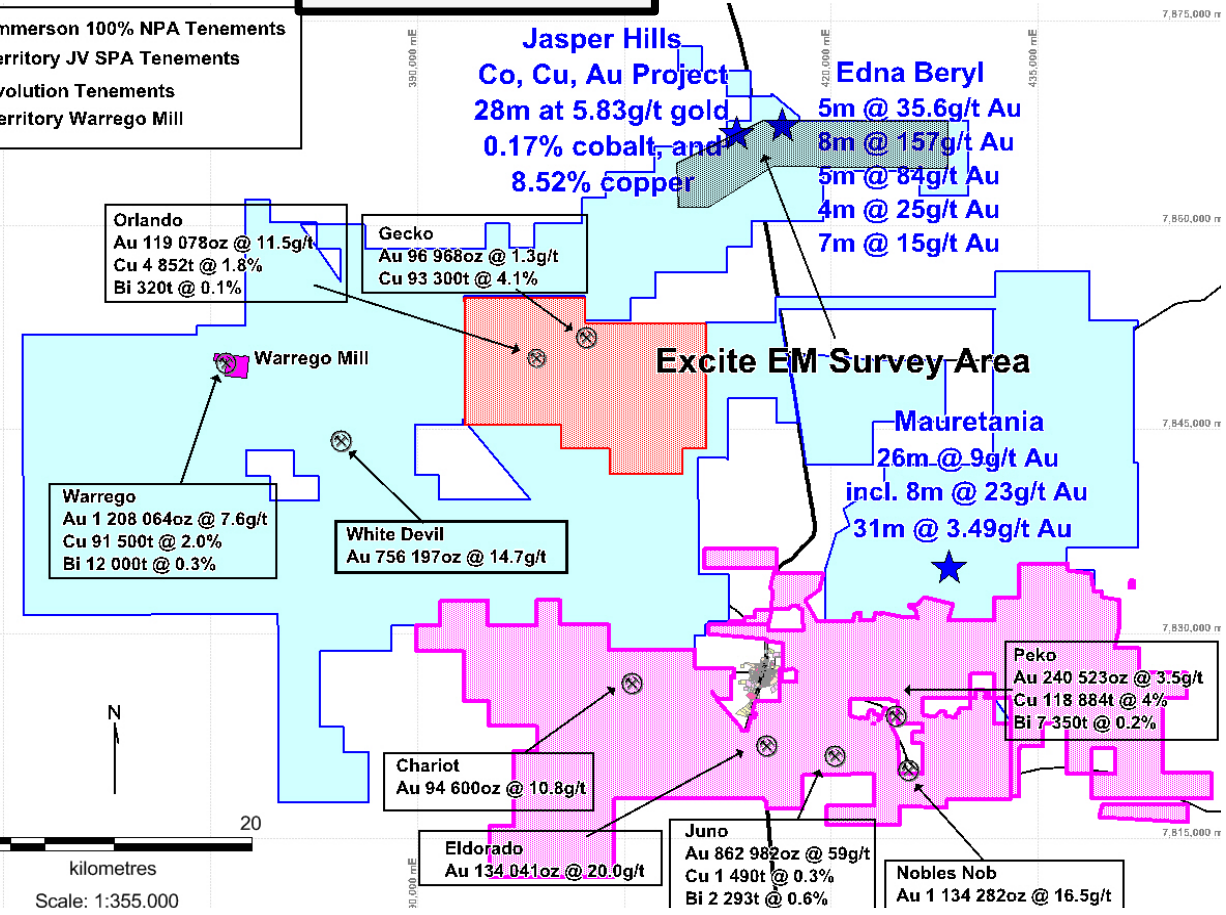 mmerson 100% NPA Tenements
erritory JV SPA Tenements
volution Tenements
erritory Warrego Mill
390,000 mE
420,000 mE
435,000 mE
7,875,000 m
Jasper Hills
Co, Cu, Au Project
28m at 5.83g/t gold
0.17% cobalt, and
8.52% copper
Edna Beryl
5m @ 35.6g/t Au
8m @ 157g/t Au
5m @ 84g/t Au
4m @ 25g/t Au
7m @ 15g/t Au
7,860,000 m
Orlando
Au 119 078oz @ 11.5g/t
Cu 4 852t @ 1.8%
Bi 320t @ 0.1%
Gecko
Au 96 968oz @ 1.3g/t
Cu 93 300t @ 4.1%
Warrego Mill
Excite EM Survey Area
7,845,000 m
Mauretania
26m @ 9g/t Au
incl. 8m @ 23g/t Au
31m @ 3.49g/t Au
Warrego
Au 1 208 064oz @ 7.6g/t
Cu 91 500t @ 2.0%
Bi 12 000t @ 0.3%
White Devil
Au 756 197oz @ 14.7g/t
7,830,000 m
Peko
Au 240 523oz @ 3.5g/t
Cu 118 884t @ 4%
Bi 7 350t @ 0.2%
N
Chariot
Au 94 600oz @ 10.8g/t
20
kilometres
Scale: 1:355,000
7,815,000 m
Eldorado
Au 134 041oz @ 20.0g/t
Juno
Au 862 982oz @ 59g/t
Cu 1 490t @ 0.3%
Bi 2 293t @ 0.6%
Nobles Nob
Au 1 134 282oz @ 16.5g/t